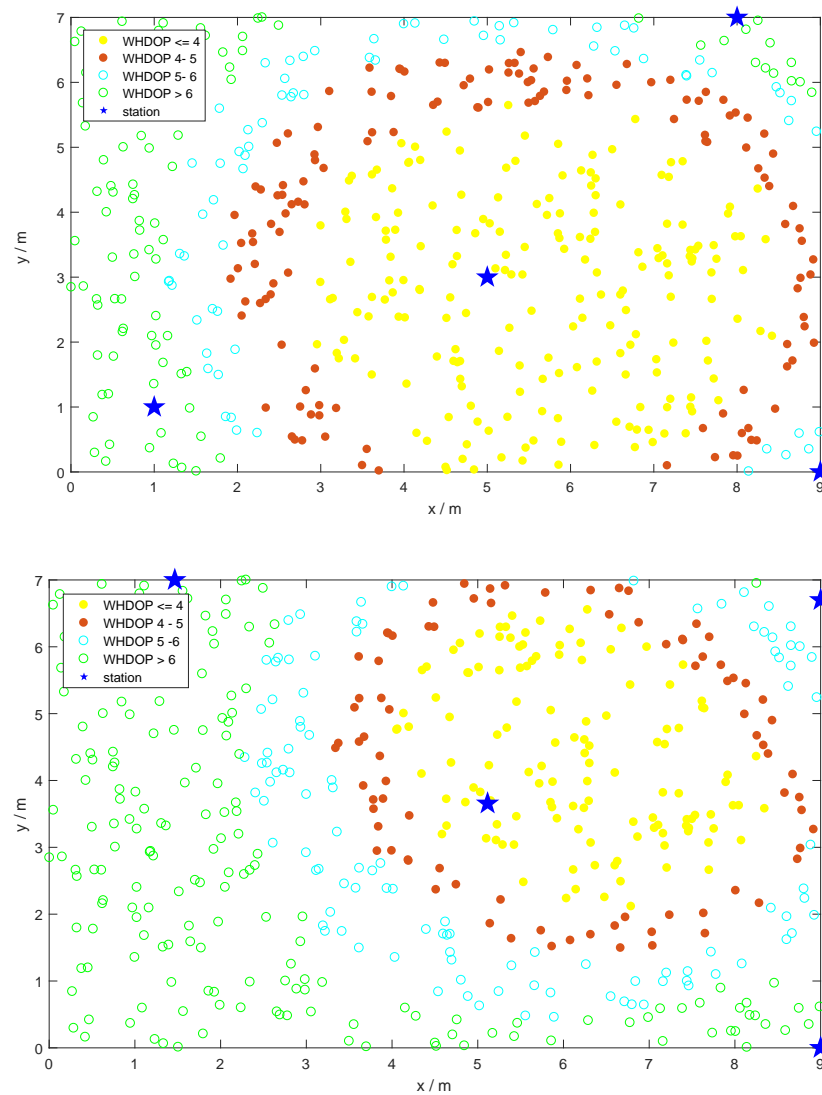 7
6
5
4
3
2
1
0
y / m
WHDOP <= 4
WHDOP 4- 5
WHDOP 5- 6
WHDOP > 6
station
0 1 2 3 4 5 6 7 8 9
x / m
7
6
5
4
3
2
1
0
y / m
WHDOP <= 4
WHDOP 4 - 5
WHDOP 5 -6
WHDOP > 6
station
0 1 2 3 4 5 6 7 8 9
x / m